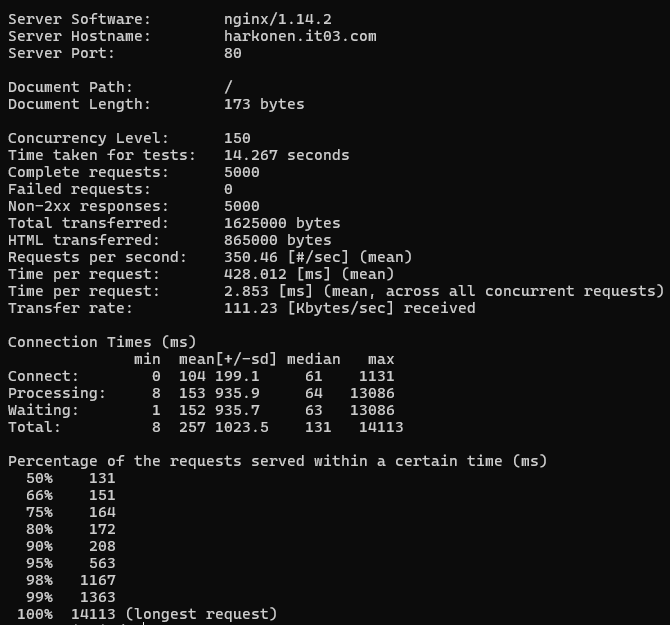 Server Software:        nginx/1.14.2
Server Hostname:        harkonen.it03.com
Server Port:            80

Document Path:          /
Document Length:        173 bytes

Concurrency Level:      150
Time taken for tests:   14.267 seconds
Complete requests:      5000
Failed requests:        0
Non-2xx responses:      5000
Total transferred:      1625000 bytes
HTML transferred:       865000 bytes
Requests per second:    350.46 [#/sec] (mean)
Time per request:       428.012 [ms] (mean)
Time per request:       2.853 [ms] (mean, across all concurrent requests)
Transfer rate:          111.23 [Kbytes/sec] received

Connection Times (ms)
              min  mean[+/-sd] median   max
Connect:        0  104 199.1     61    1131
Processing:     8  153 935.9     64   13086
Waiting:        1  152 935.7     63   13086
Total:          8  257 1023.5    131   14113

Percentage of the requests served within a certain time (ms)
  50%    131
  66%    151
  75%    164
  80%    172
  90%    208
  95%    563
  98%   1167
  99%   1363
 100%  14113 (longest request)